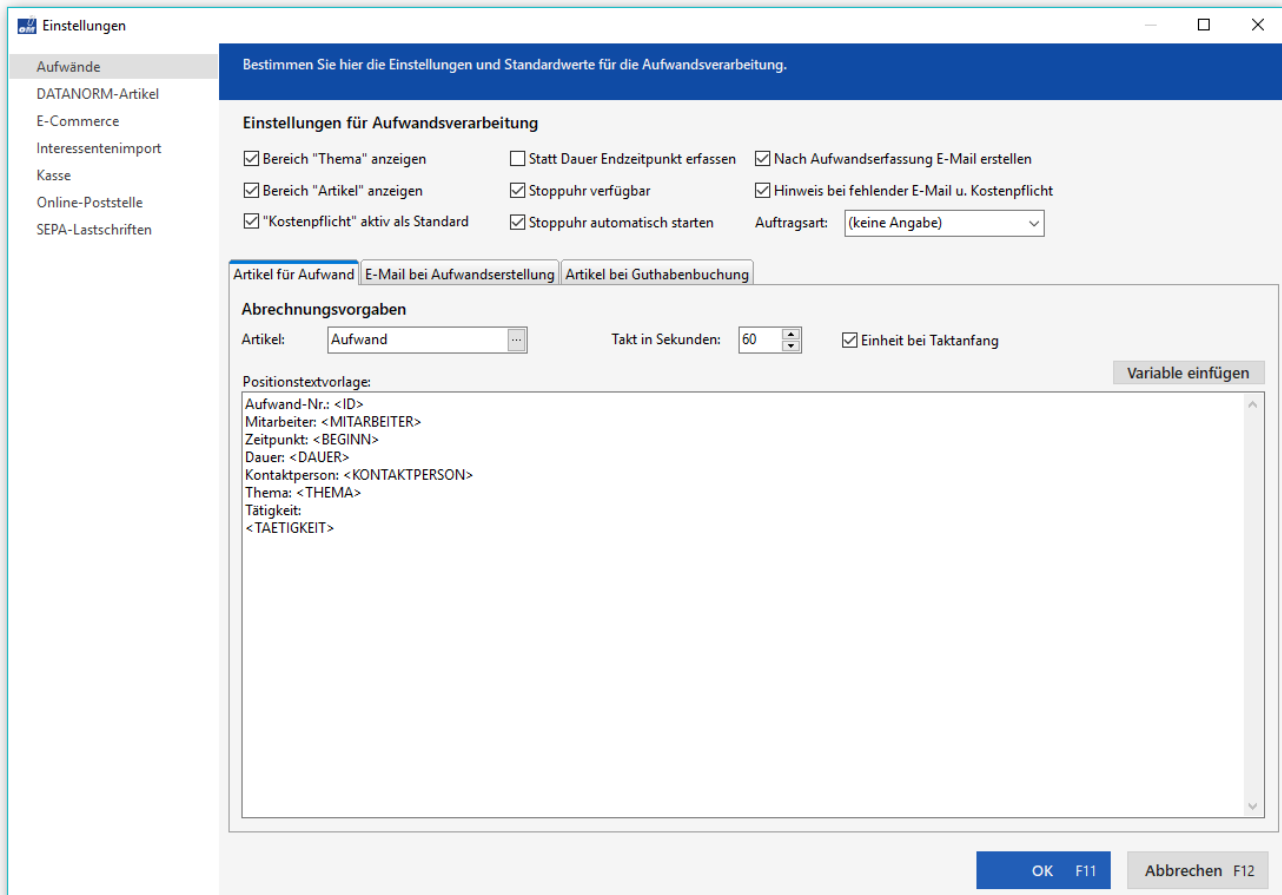 Einstellungen
Aufwände
DATANORM-Artikel
E-Commerce
Interessentenimport
Kasse
Online-Poststelle
SEPA-Lastschriften
Bestimmen Sie hier die Einstellungen und Standardwerte für die Aufwandsverarbeitung.
Einstellungen für Aufwandsverarbeitung
Bereich "Thema" anzeigen
Statt Dauer Endzeitpunkt erfassen
Nach Aufwandserfassung E-Mail erstellen
Bereich "Artikel" anzeigen
Stoppuhr verfügbar
Hinweis bei fehlender E-Mail u. Kostenpflicht
"Kostenpflicht" aktiv als Standard
Stoppuhr automatisch starten
Auftragsart: (keine Angabe)
Artikel für Aufwand E-Mail bei Aufwandserstellung Artikel bei Guthabenbuchung
Abrechnungsvorgaben
Artikel: Aufwand ... Takt in Sekunden: 60 Einheit bei Taktanfang
Variable einfügen
Positionstextvorlage:
Aufwand-Nr.: <ID>
Mitarbeiter: <MITARBEITER>
Zeitpunkt: <BEGINN>
Dauer: <DAUER>
Kontaktperson: <KONTAKTPERSON>
Thema: <THEMA>
Tätigkeit:
<TAETIGKEIT>
OK F11 Abbrechen F12